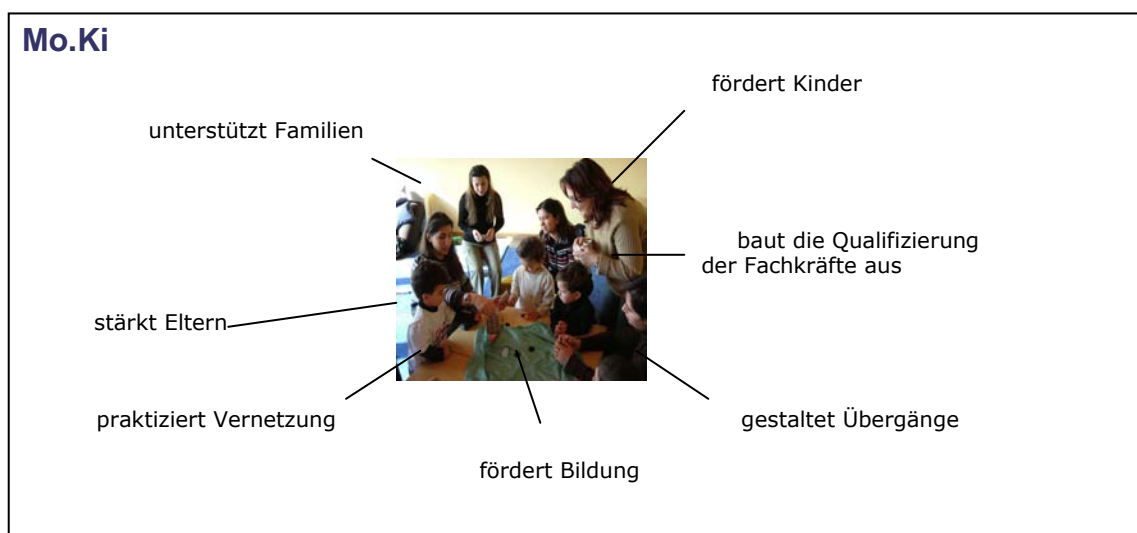 Mo.Ki
fördert Kinder
unterstützt Familien
baut die Qualifizierung
der Fachkräfte aus
stärkt Eltern
praktiziert Vernetzung
gestaltet Übergänge
fördert Bildung